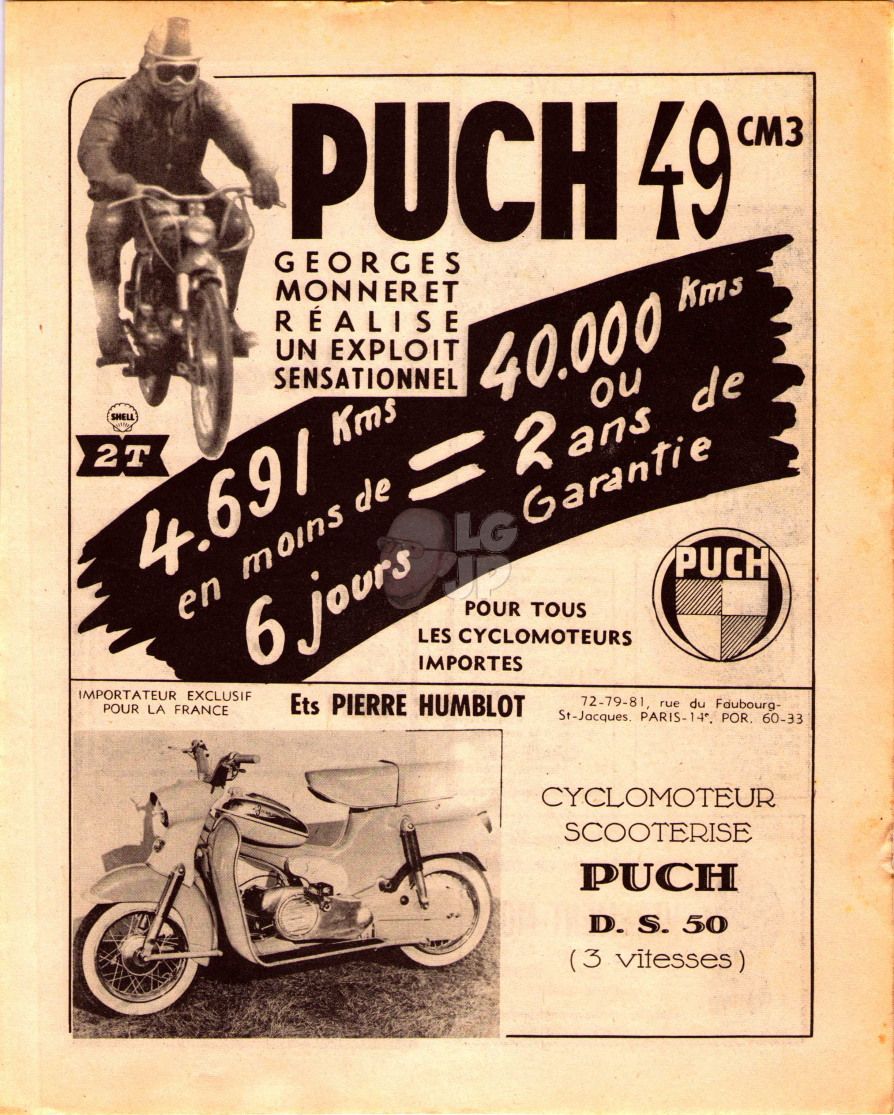 PUCH 49 CM3
GEORGES
MONNERET
RÉALISE
UN EXPLOIT
SENSATIONNEL
SHELL
2T
4.691 Kms
en moins de
6 jours
=
40.000 Kms
ou
2 ans de
Garantie
LG
JP
PUCH
POUR TOUS
LES CYCLOMOTEURS
IMPORTES
IMPORTATEUR EXCLUSIF
POUR LA FRANCE
Ets PIERRE HUMBLOT
72-79-81, rue du Faubourg-
St-Jacques. PARIS-14e. POR. 60-33
CYCLOMOTEUR
SCOOTERISE
PUCH
D. S. 50
(3 vitesses)